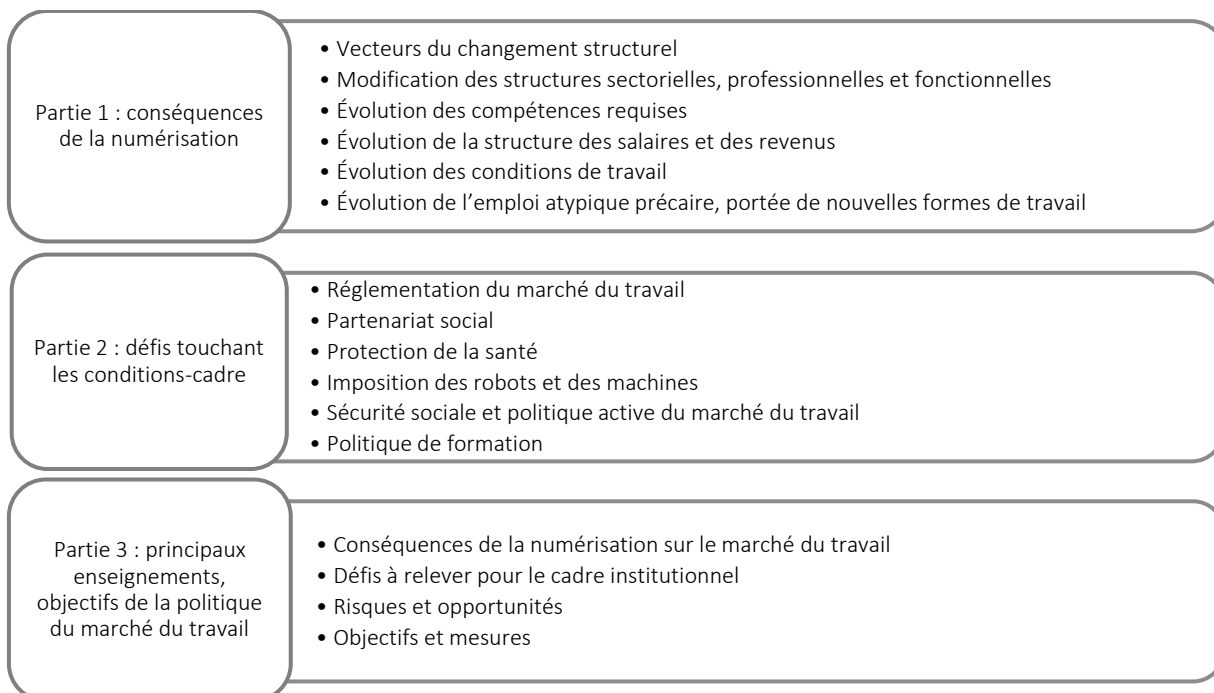 Partie 1 : conséquences
de la numérisation
• Vecteurs du changement structurel
• Modification des structures sectorielles, professionnelles et fonctionnelles
• Évolution des compétences requises
• Évolution de la structure des salaires et des revenus
• Évolution des conditions de travail
• Évolution de l’emploi atypique précaire, portée de nouvelles formes de travail
Partie 2 : défis touchant
les conditions-cadre
• Réglementation du marché du travail
• Partenariat social
• Protection de la santé
• Imposition des robots et des machines
• Sécurité sociale et politique active du marché du travail
• Politique de formation
Partie 3 : principaux
enseignements,
objectifs de la politique
du marché du travail
• Conséquences de la numérisation sur le marché du travail
• Défis à relever pour le cadre institutionnel
• Risques et opportunités
• Objectifs et mesures